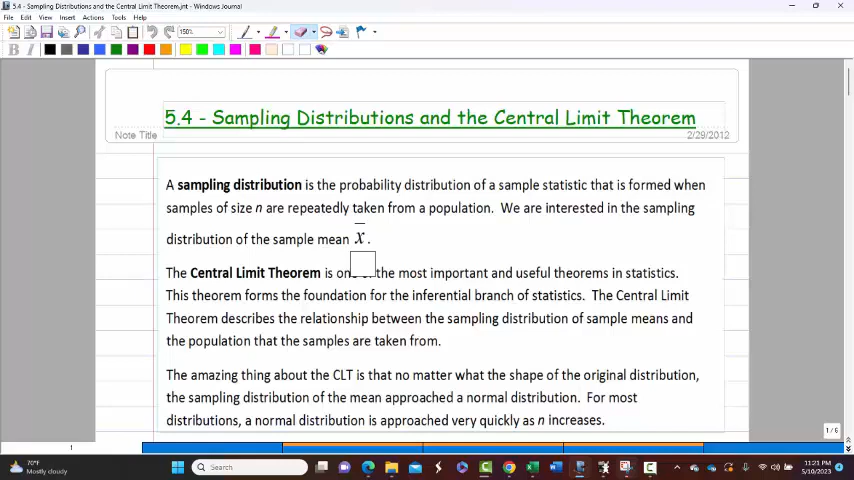 5.4 - Sampling Distributions and the Central Limit Theorem.jnt - Windows Journal
File Edit View Insert Actions Tools Help
150%
B I
5.4 - Sampling Distributions and the Central Limit Theorem
Note Title 2/29/2012
A sampling distribution is the probability distribution of a sample statistic that is formed when
samples of size n are repeatedly taken from a population. We are interested in the sampling
distribution of the sample mean x̄.
The Central Limit Theorem is one of the most important and useful theorems in statistics.
This theorem forms the foundation for the inferential branch of statistics. The Central Limit
Theorem describes the relationship between the sampling distribution of sample means and
the population that the samples are taken from.
The amazing thing about the CLT is that no matter what the shape of the original distribution,
the sampling distribution of the mean approached a normal distribution. For most
distributions, a normal distribution is approached very quickly as n increases.
1 / 6
1
70°F
Mostly cloudy
Search
11:21 PM
5/10/2023